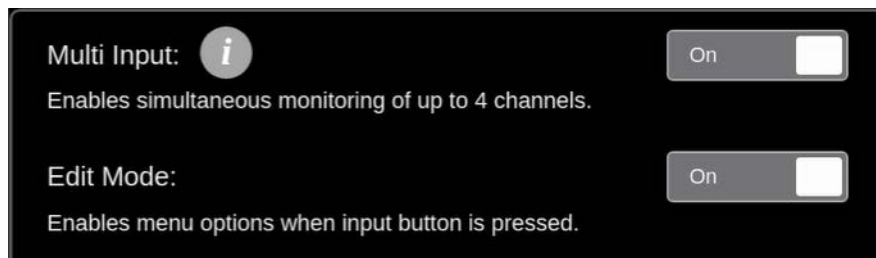 Multi Input: i On
Enables simultaneous monitoring of up to 4 channels.
Edit Mode: On
Enables menu options when input button is pressed.